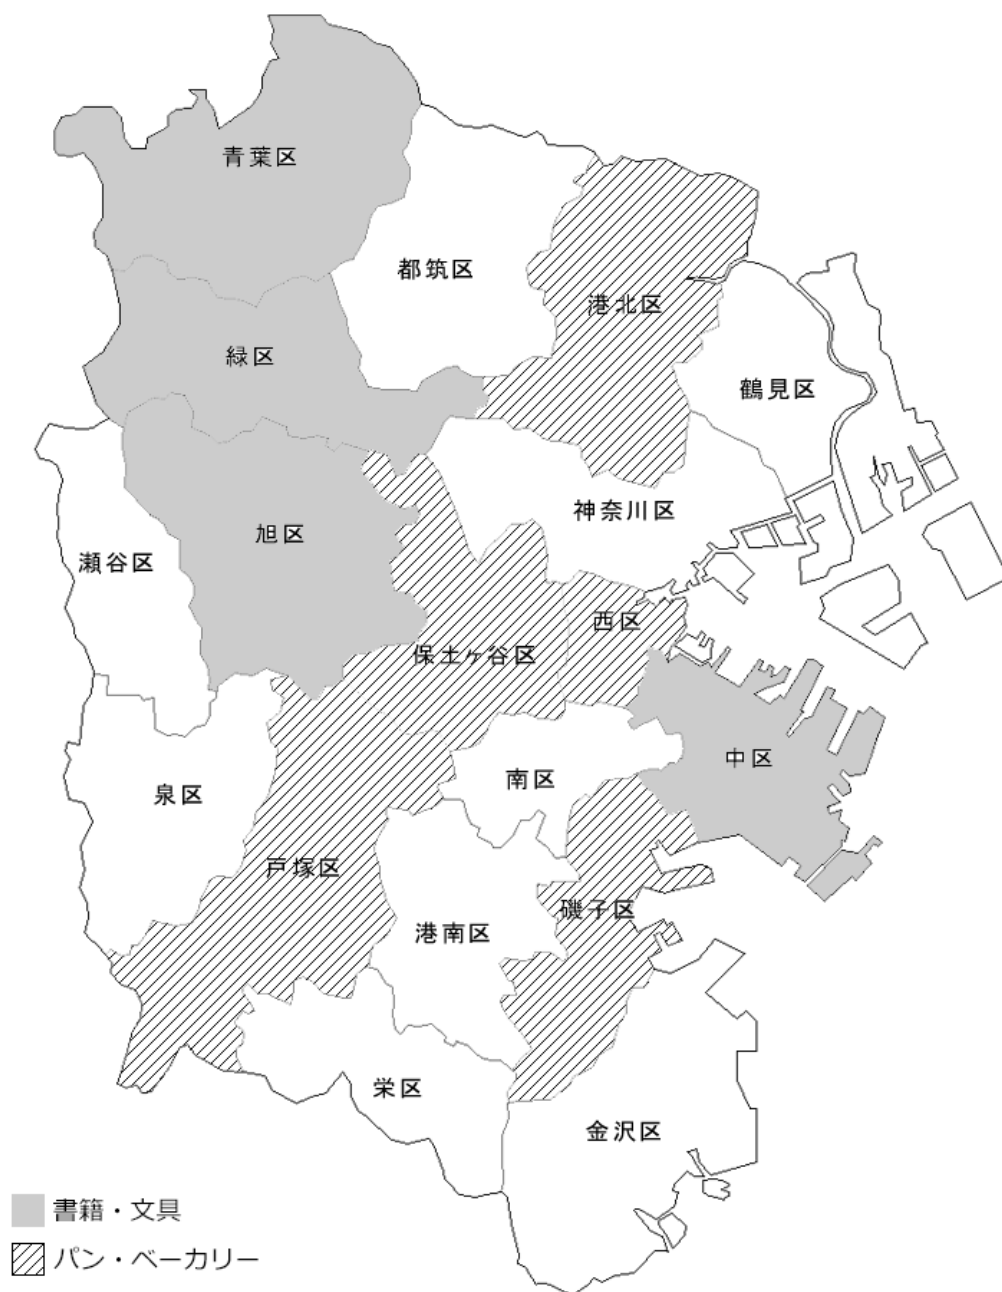 青葉区
都筑区
港北区
緑区
鶴見区
神奈川区
旭区
瀬谷区
西区
保土ヶ谷区
中区
南区
泉区
戸塚区
磯子区
港南区
栄区
金沢区
書籍・文具
パン・ベーカリー